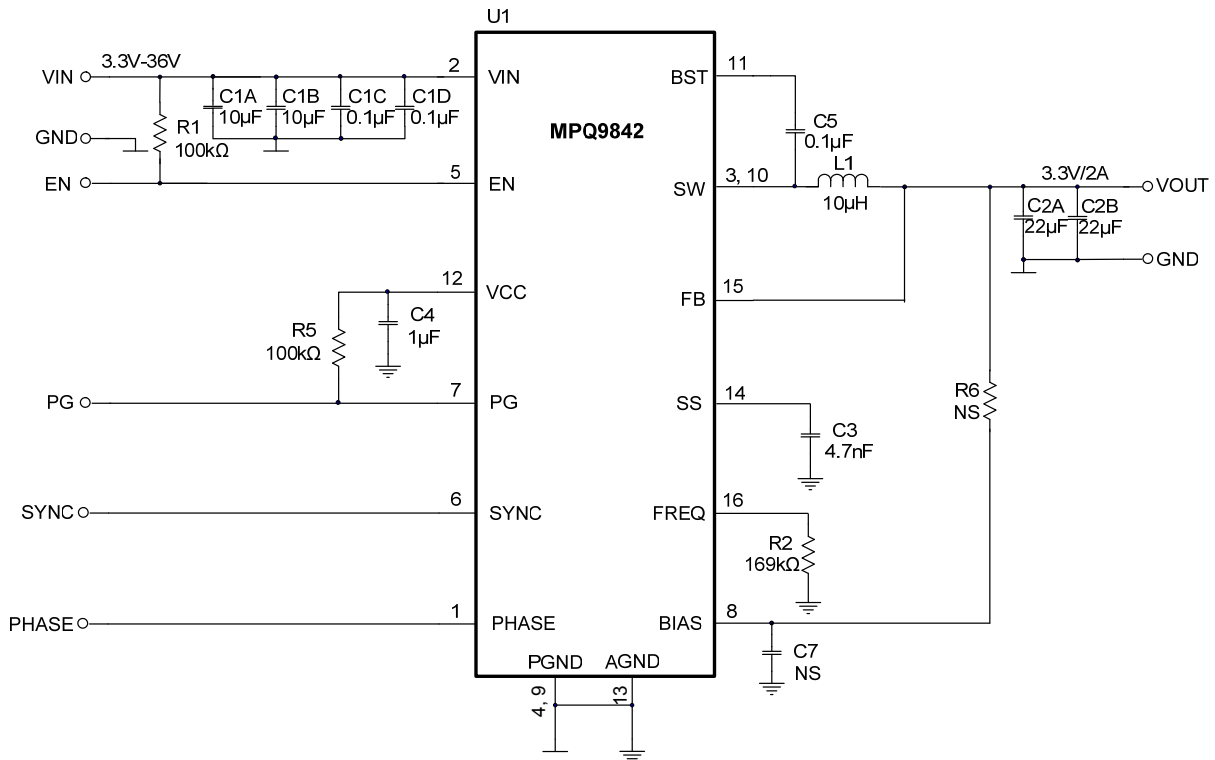 U1
MPQ9842
VIN
3.3V-36V
2
VIN
C1A
10µF
C1B
10µF
C1C
0.1µF
C1D
0.1µF
GND
R1
100kΩ
EN
5
EN
12
VCC
C4
1µF
R5
100kΩ
PG
7
PG
SYNC
6
SYNC
PHASE
1
PHASE
PGND
AGND
4, 9
13
BST
11
C5
0.1µF
SW
3, 10
L1
10µH
3.3V/2A
VOUT
C2A
22µF
C2B
22µF
GND
FB
15
SS
14
C3
4.7nF
R6
NS
FREQ
16
R2
169kΩ
BIAS
8
C7
NS